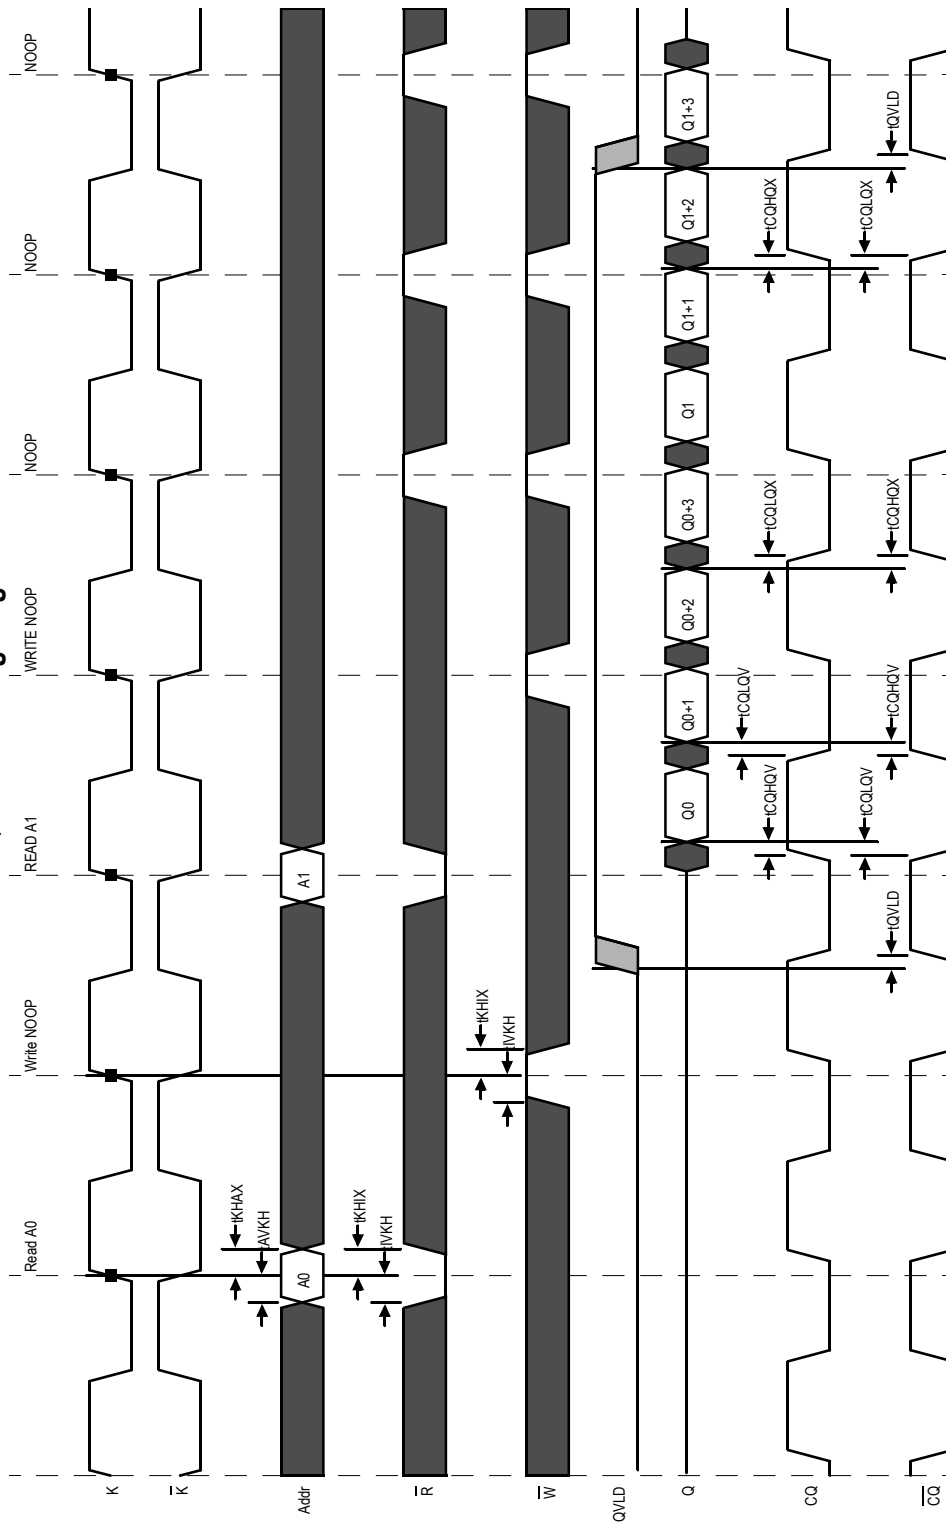 Read A0
Write NOOP
READ A1
WRITE NOOP
NOOP
NOOP
NOOP
K
K̅
tKHAX
tAVKH
Addr
A0
A1
tKHIX
tIVKH
R̅
tKHIX
tIVKH
W̅
QVLD
Q
Q0
Q0+1
Q0+2
Q0+3
Q1
Q1+1
Q1+2
Q1+3
tCQLQV
tCQHQV
tCQLQX
tCQHQX
CQ
tCQLQV
tCQLQX
tQVLD
tCQHQV
tCQHQX
tQVLD
C̅Q̅